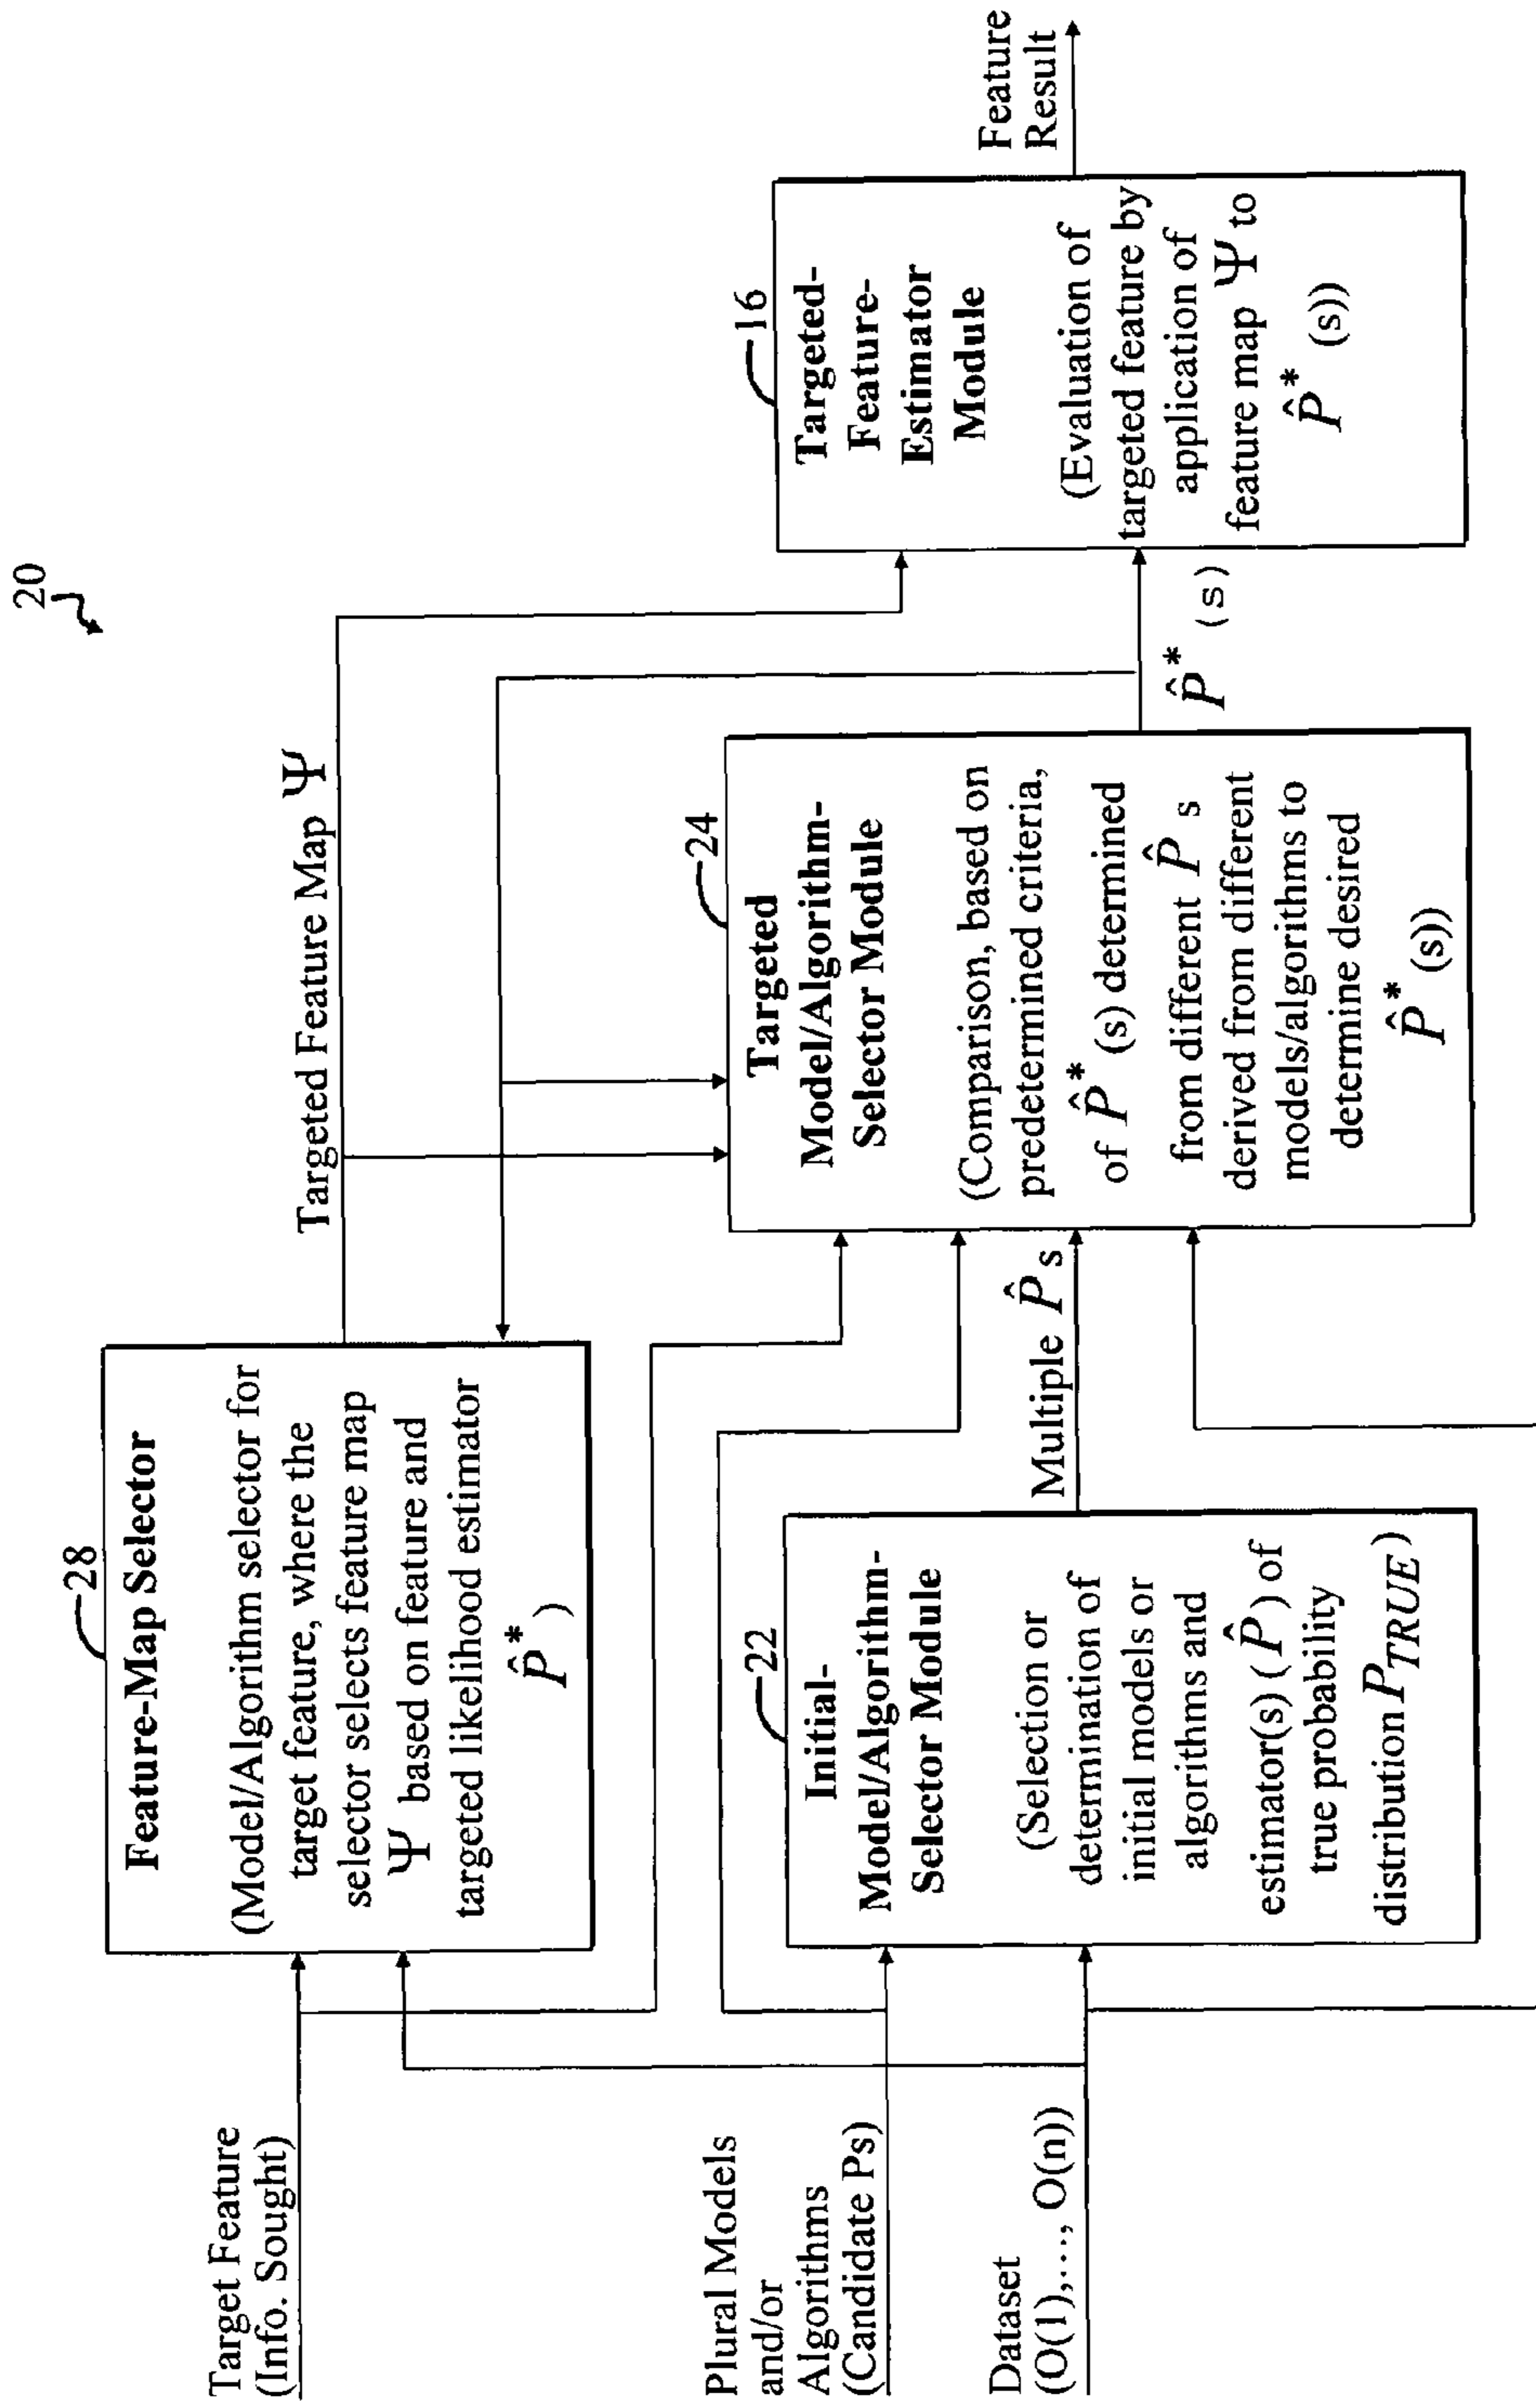 20
Target Feature
(Info. Sought)
28
Feature-Map Selector
(Model/Algorithm selector for
target feature, where the
selector selects feature map
Ψ based on feature and
targeted likelihood estimator
P̂* )
Targeted Feature Map Ψ
Plural Models
and/or
Algorithms
(Candidate Ps)
Dataset
(O(1),..., O(n))
22
Initial-
Model/Algorithm-
Selector Module
(Selection or
determination of
initial models or
algorithms and
estimator(s) (P̂) of
true probability
distribution P_TRUE)
Multiple P̂ s
24
Targeted
Model/Algorithm-
Selector Module
(Comparison, based on
predetermined criteria,
of P̂* (s) determined
from different P̂ s
derived from different
models/algorithms to
determine desired
P̂* (s))
P̂* (s)
16
Targeted-
Feature-
Estimator
Module
(Evaluation of
targeted feature by
application of
feature map Ψ to
P̂* (s))
Feature
Result